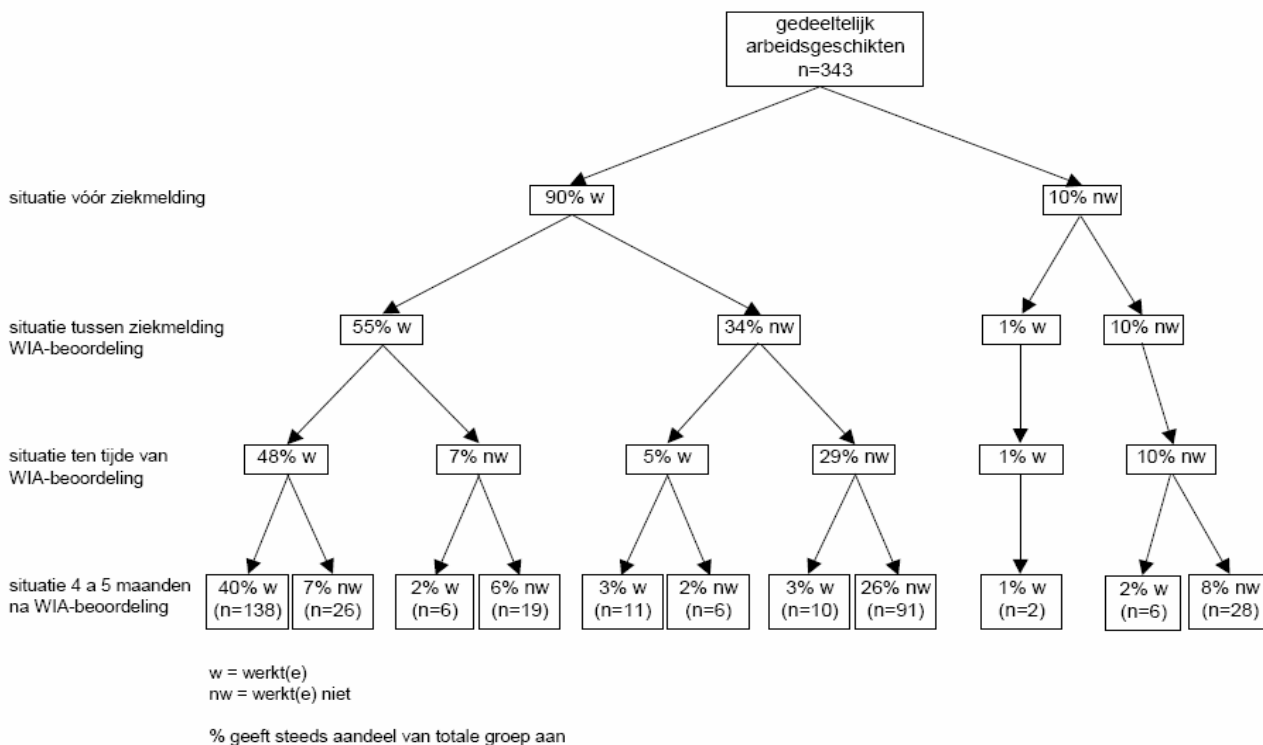 gedeeltelijk
arbeidsgeschikten
n=343
situatie vóór ziekmelding
90% w
10% nw
situatie tussen ziekmelding
WIA-beoordeling
55% w
34% nw
1% w
10% nw
situatie ten tijde van
WIA-beoordeling
48% w
7% nw
5% w
29% nw
1% w
10% nw
situatie 4 a 5 maanden
na WIA-beoordeling
40% w
(n=138)
7% nw
(n=26)
2% w
(n=6)
6% nw
(n=19)
3% w
(n=11)
2% nw
(n=6)
3% w
(n=10)
26% nw
(n=91)
1% w
(n=2)
2% w
(n=6)
8% nw
(n=28)
w = werkt(e)
nw = werkt(e) niet
% geeft steeds aandeel van totale groep aan